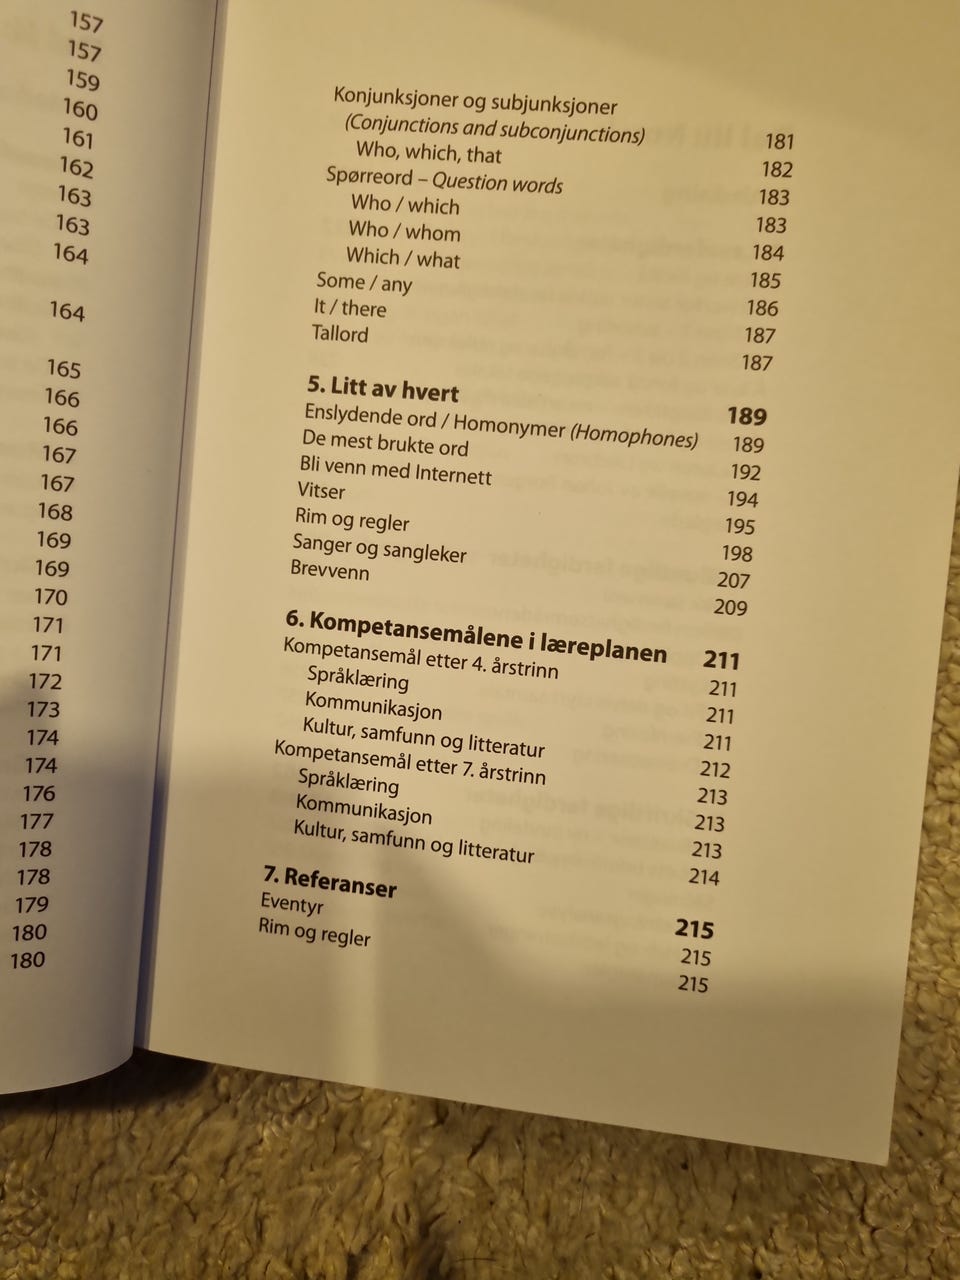 157
157
159
160
161
162
163
163
164
164
165
166
166
167
167
168
169
169
170
171
171
172
173
174
174
176
177
178
178
179
180
180
Konjunksjoner og subjunksjoner
(Conjunctions and subconjunctions) 181
Who, which, that 182
Spørreord – Question words 183
Who / which 183
Who / whom 184
Which / what 185
Some / any 186
It / there 187
Tallord 187
5. Litt av hvert 189
Enslydende ord / Homonymer (Homophones) 189
De mest brukte ord 192
Bli venn med Internett 194
Vitser 195
Rim og regler 198
Sanger og sangleker 207
Brevvenn 209
6. Kompetansemålene i læreplanen 211
Kompetansemål etter 4. årstrinn 211
Språklæring 211
Kommunikasjon 211
Kultur, samfunn og litteratur 212
Kompetansemål etter 7. årstrinn 213
Språklæring 213
Kommunikasjon 213
Kultur, samfunn og litteratur 214
7. Referanser 215
Eventyr 215
Rim og regler 215